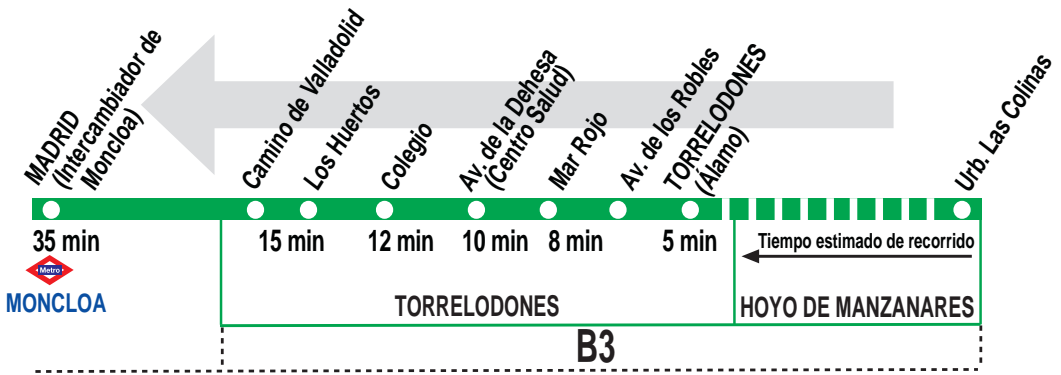 MADRID
(Intercambiador de
Moncloa)
Camino de Valladolid
Los Huertos
Colegio
Av. de la Dehesa
(Centro Salud)
Mar Rojo
Av. de los Robles
TORRELODONES
(Álamo)
Urb. Las Colinas
35 min
15 min
12 min
10 min
8 min
5 min
Tiempo estimado de recorrido
Metro
MONCLOA
TORRELODONES
HOYO DE MANZANARES
B3